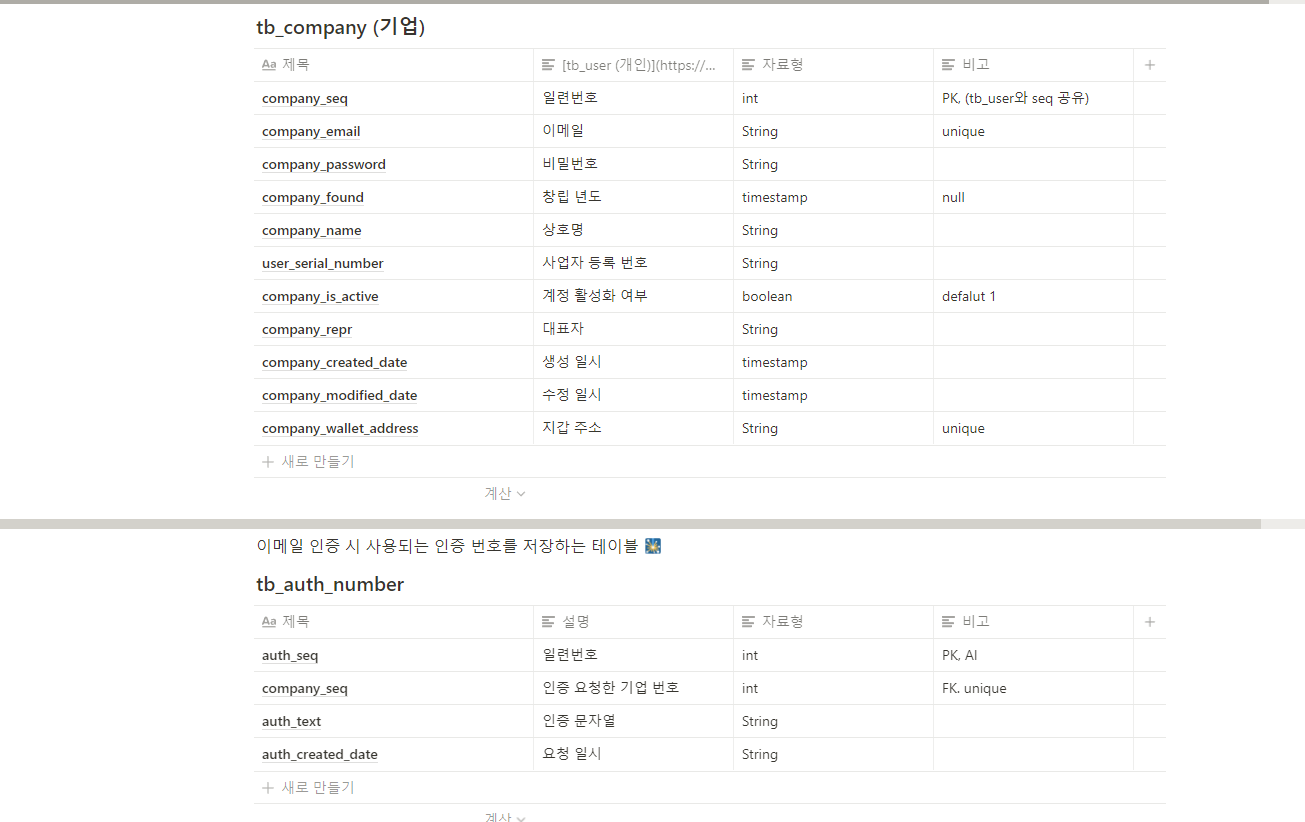 tb_company (기업)
Aa 제목 [tb_user (개인)](https://... 자료형 비고
company_seq 일련번호 int PK, (tb_user와 seq 공유)
company_email 이메일 String unique
company_password 비밀번호 String
company_found 창립 년도 timestamp null
company_name 상호명 String
user_serial_number 사업자 등록 번호 String
company_is_active 계정 활성화 여부 boolean defalut 1
company_repr 대표자 String
company_created_date 생성 일시 timestamp
company_modified_date 수정 일시 timestamp
company_wallet_address 지갑 주소 String unique
+ 새로 만들기
계산
이메일 인증 시 사용되는 인증 번호를 저장하는 테이블 🎆
tb_auth_number
Aa 제목 설명 자료형 비고
auth_seq 일련번호 int PK, AI
company_seq 인증 요청한 기업 번호 int FK. unique
auth_text 인증 문자열 String
auth_created_date 요청 일시 String
+ 새로 만들기
계산